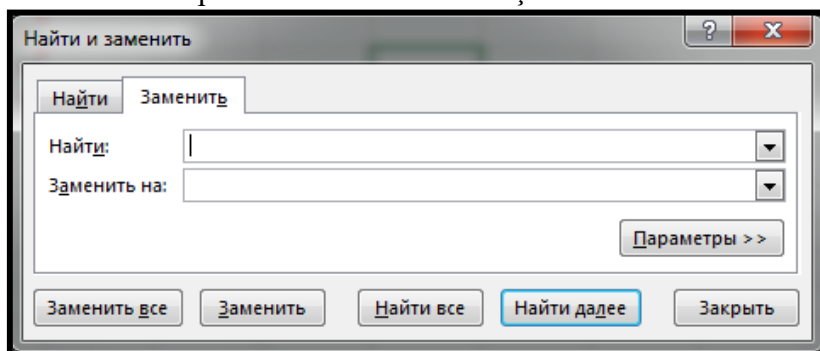 Найти и заменить
Найти Заменить
Найти:
Заменить на:
Параметры >>
Заменить все Заменить Найти все Найти далее Закрыть